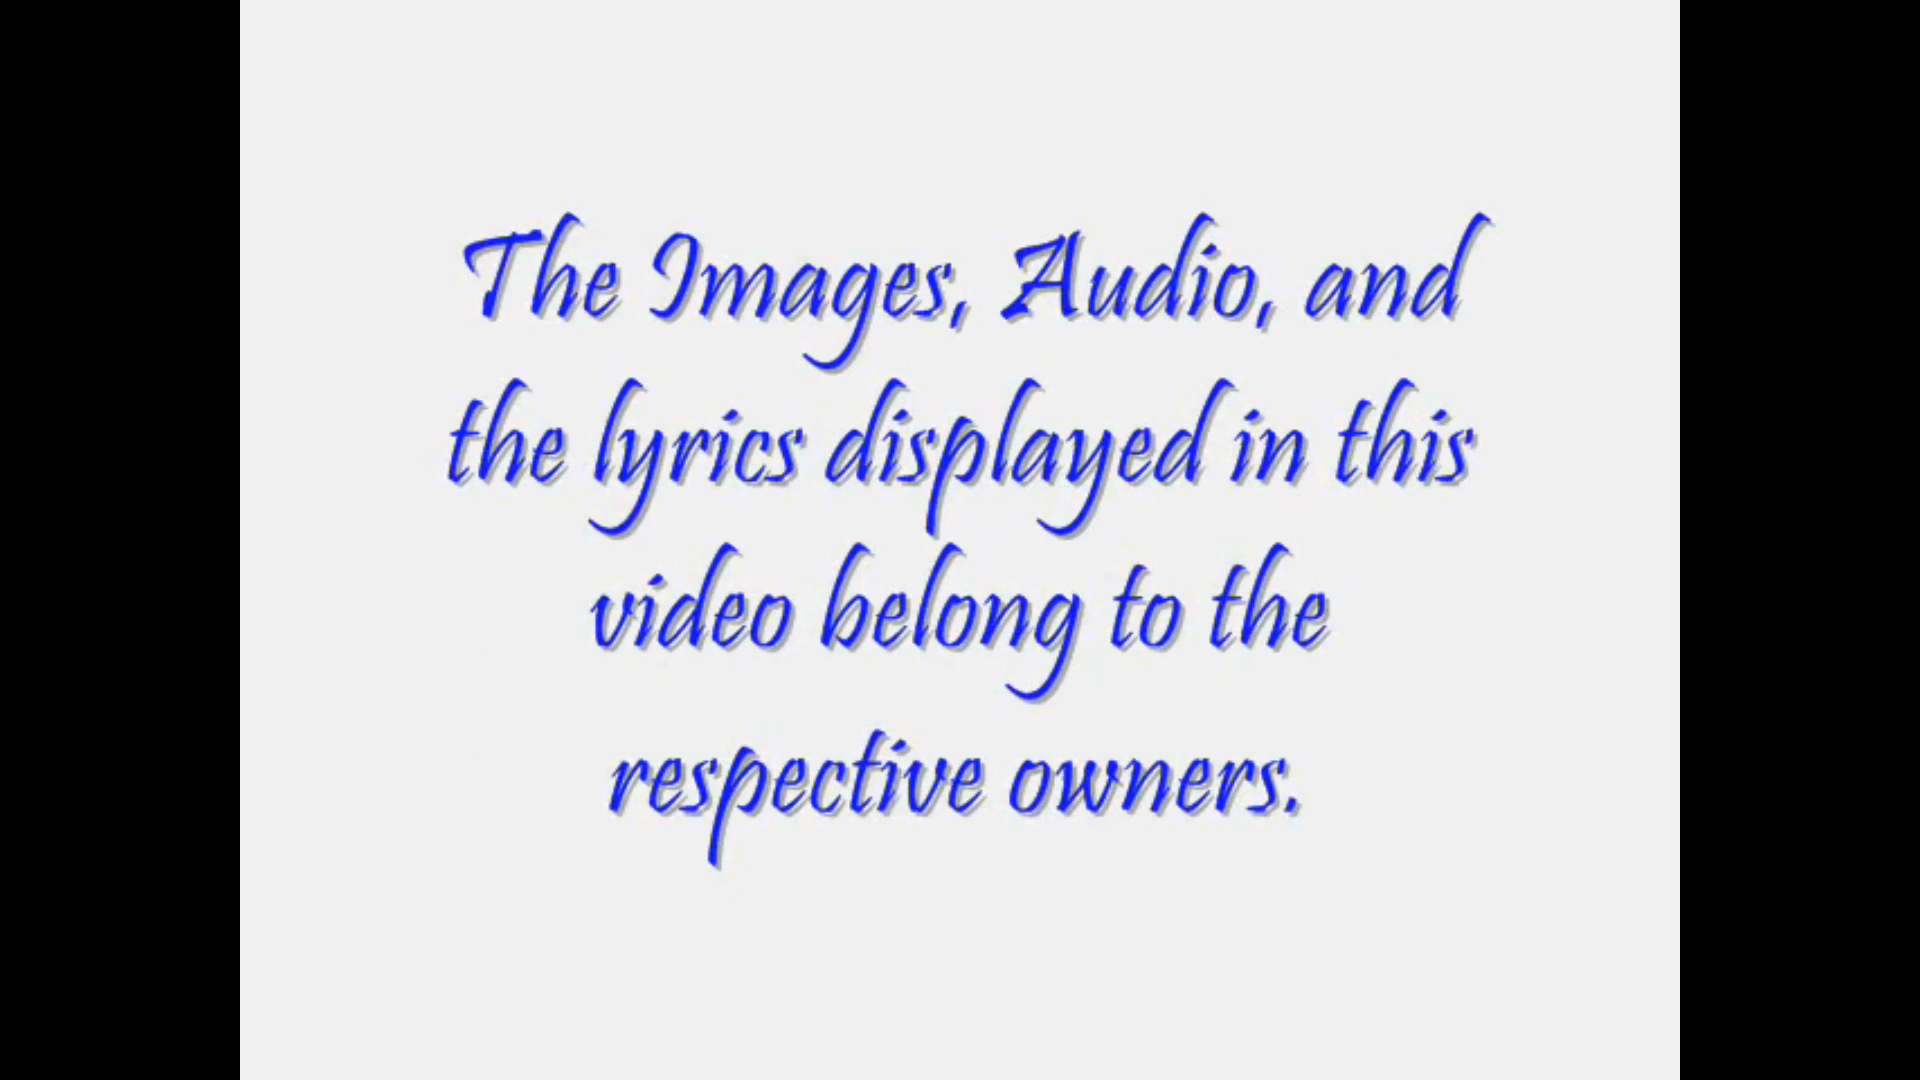 The Images, Audio, and
the lyrics displayed in this
video belong to the
respective owners.